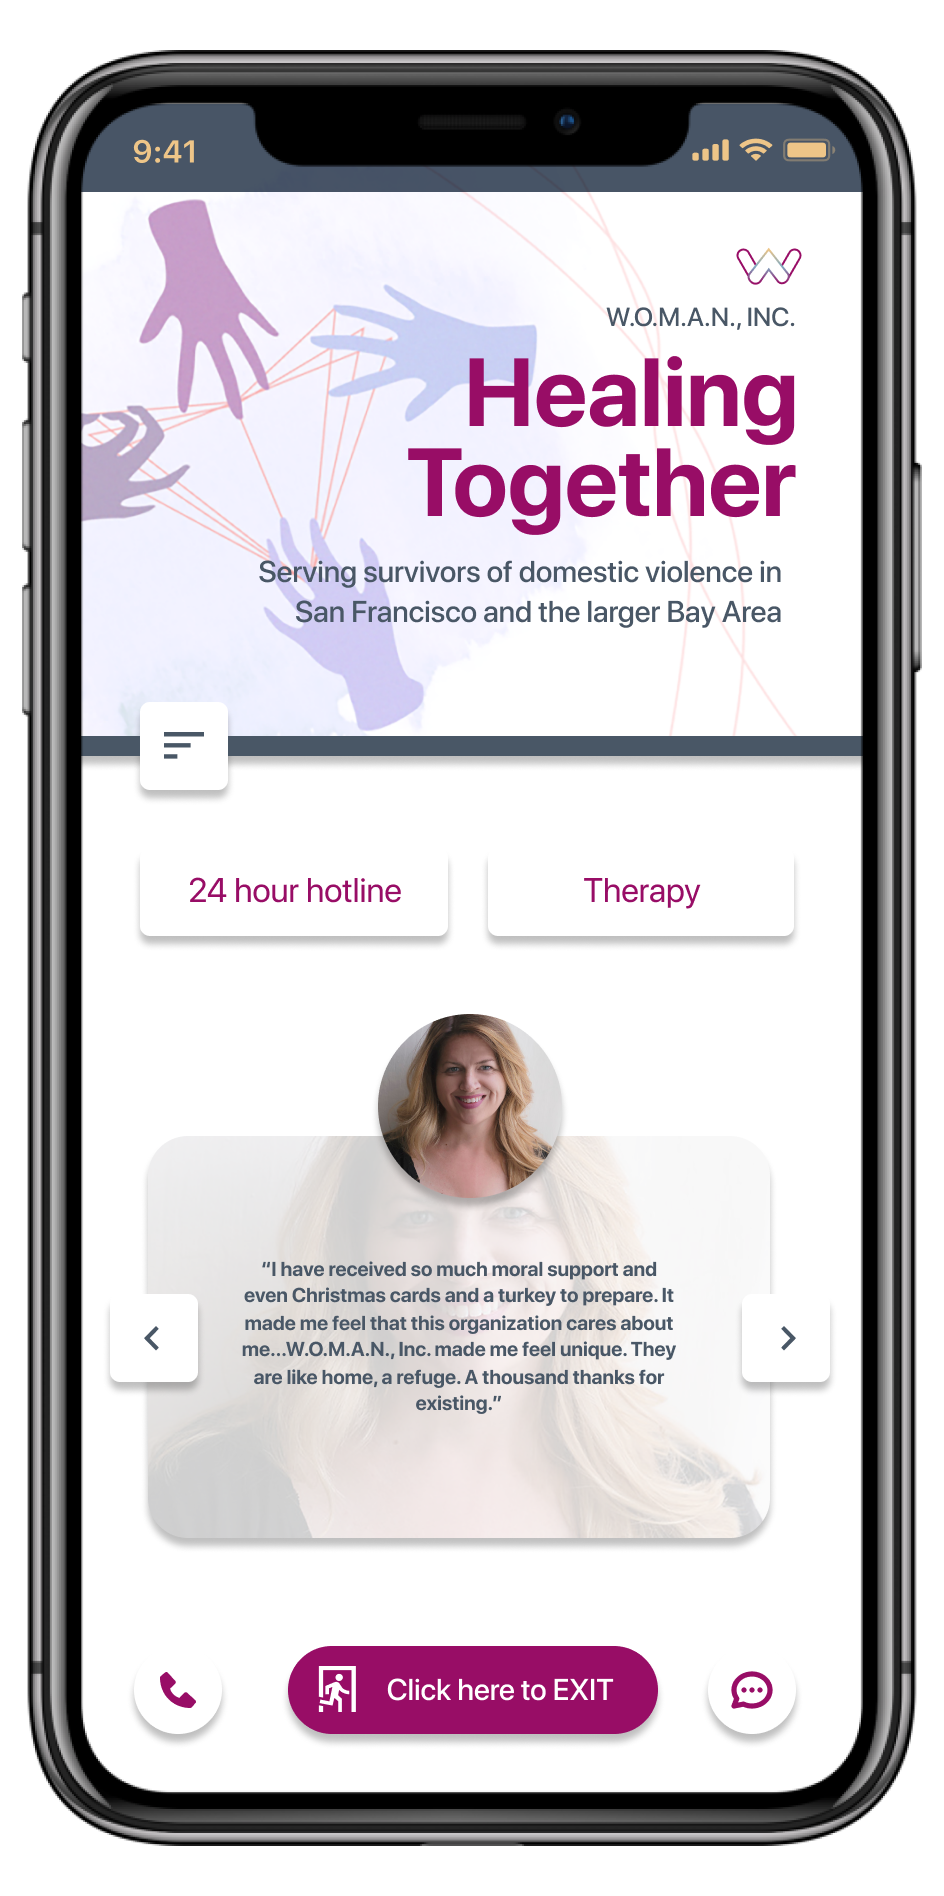 9:41
W.O.M.A.N., INC.
Healing
Together
Serving survivors of domestic violence in
San Francisco and the larger Bay Area
24 hour hotline
Therapy
“I have received so much moral support and
even Christmas cards and a turkey to prepare. It
made me feel that this organization cares about
me...W.O.M.A.N., Inc. made me feel unique. They
are like home, a refuge. A thousand thanks for
existing.”
Click here to EXIT